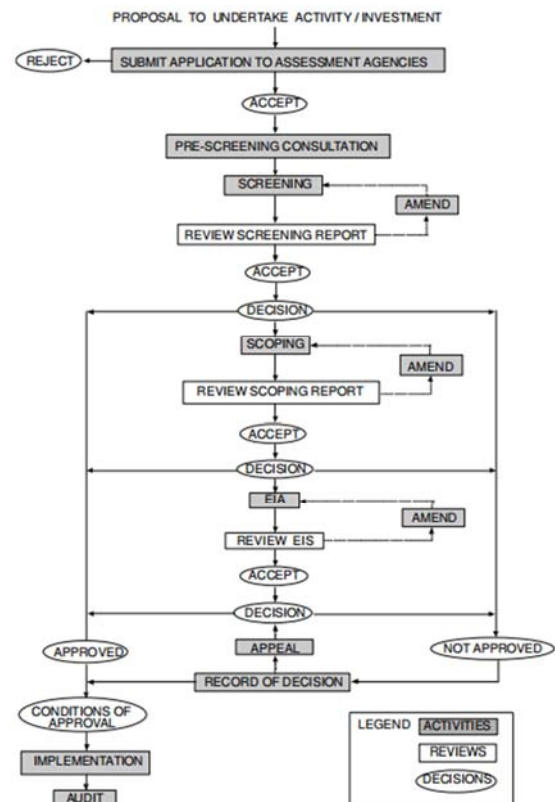 PROPOSAL TO UNDERTAKE ACTIVITY / INVESTMENT
REJECT
SUBMIT APPLICATION TO ASSESSMENT AGENCIES
ACCEPT
PRE-SCREENING CONSULTATION
SCREENING
AMEND
REVIEW SCREENING REPORT
ACCEPT
DECISION
SCOPING
AMEND
REVIEW SCOPING REPORT
ACCEPT
DECISION
EIA
AMEND
REVIEW EIS
ACCEPT
DECISION
APPROVED
APPEAL
NOT APPROVED
RECORD OF DECISION
CONDITIONS OF
APPROVAL
LEGEND
ACTIVITIES
REVIEWS
DECISIONS
IMPLEMENTATION
AUDIT